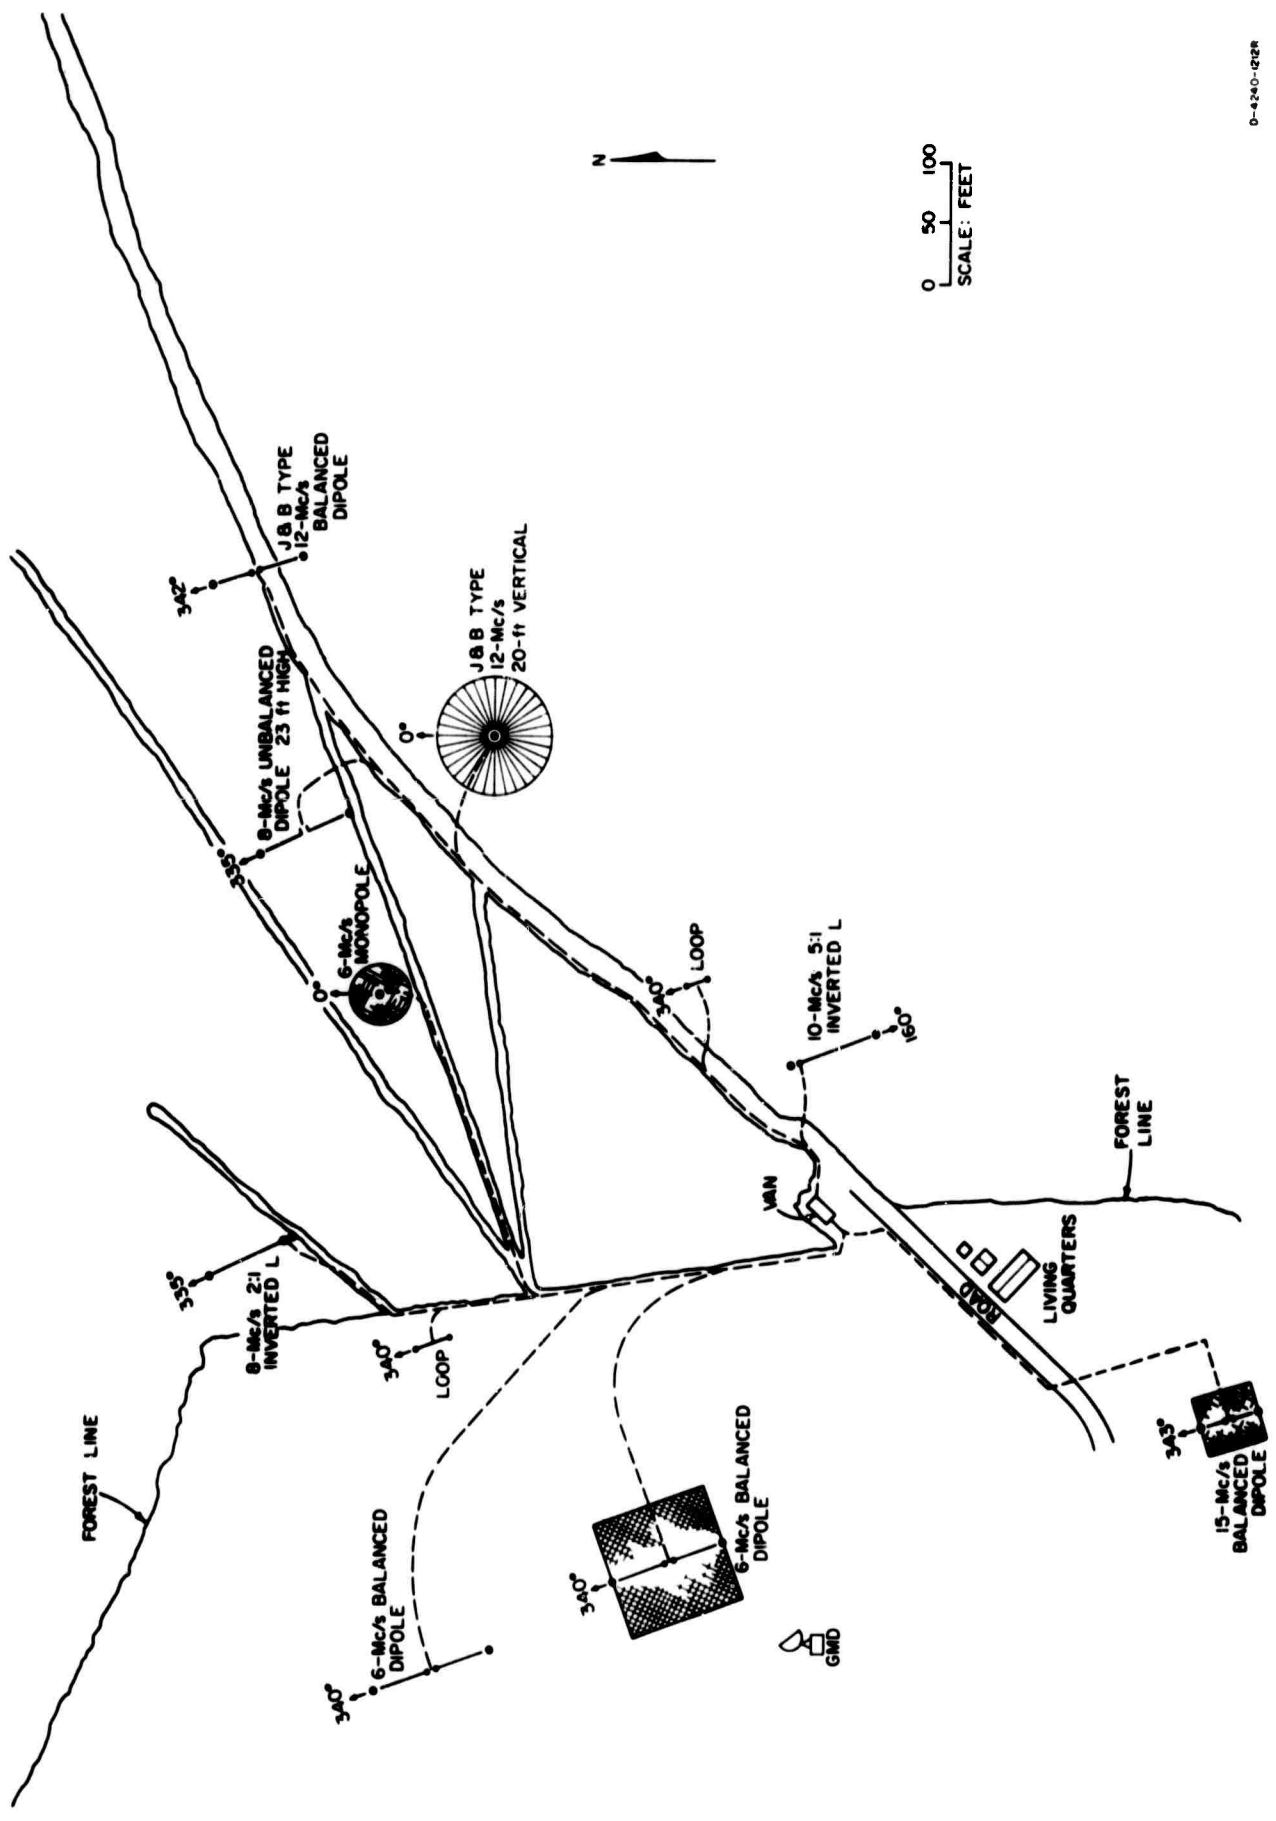 FOREST LINE
335°
8-Mc/s 2:1
INVERTED L
340°
LOOP
340°
6-Mc/s BALANCED
DIPOLE
340°
6-Mc/s BALANCED
DIPOLE
GMD
343°
15-Mc/s
BALANCED
DIPOLE
ROAD
LIVING
QUARTERS
VAN
FOREST
LINE
10-Mc/s 5:1
INVERTED L
160°
340°
LOOP
0°
6-Mc/s
MONOPOLE
335°
8-Mc/s UNBALANCED
DIPOLE 23 ft HIGH
0°
J & B TYPE
12-Mc/s
20-ft VERTICAL
342°
J & B TYPE
12-Mc/s
BALANCED
DIPOLE
N
0 50 100
SCALE: FEET
D-4240-1212R